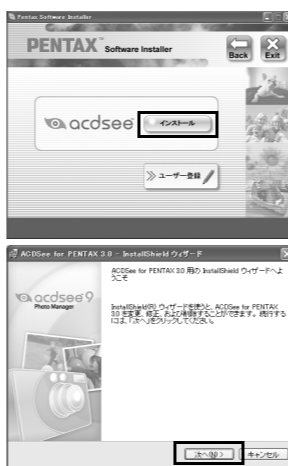 Pentax Software Installer
PENTAX Software Installer
Back Exit
acdsee インストール
ユーザー登録
ACDSee for PENTAX 3.0 - InstallShield ウィザード
ACDSee for PENTAX 3.0 用の InstallShield ウィザードへよ
うこそ
acdsee 9
Photo Manager
InstallShield(R) ウィザードを使うと、ACDSee for PENTAX
3.0 を変更、修正、および削除することができます。続行する
には、「次へ」をクリックしてください。
次へ(N) > キャンセル